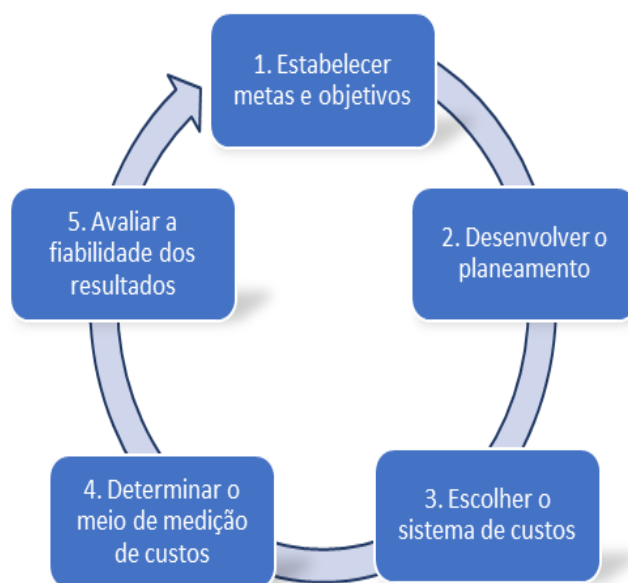 1. Estabelecer
metas e objetivos
2. Desenvolver o
planeamento
3. Escolher o
sistema de custos
4. Determinar o
meio de medição
de custos
5. Avaliar a
fiabilidade dos
resultados